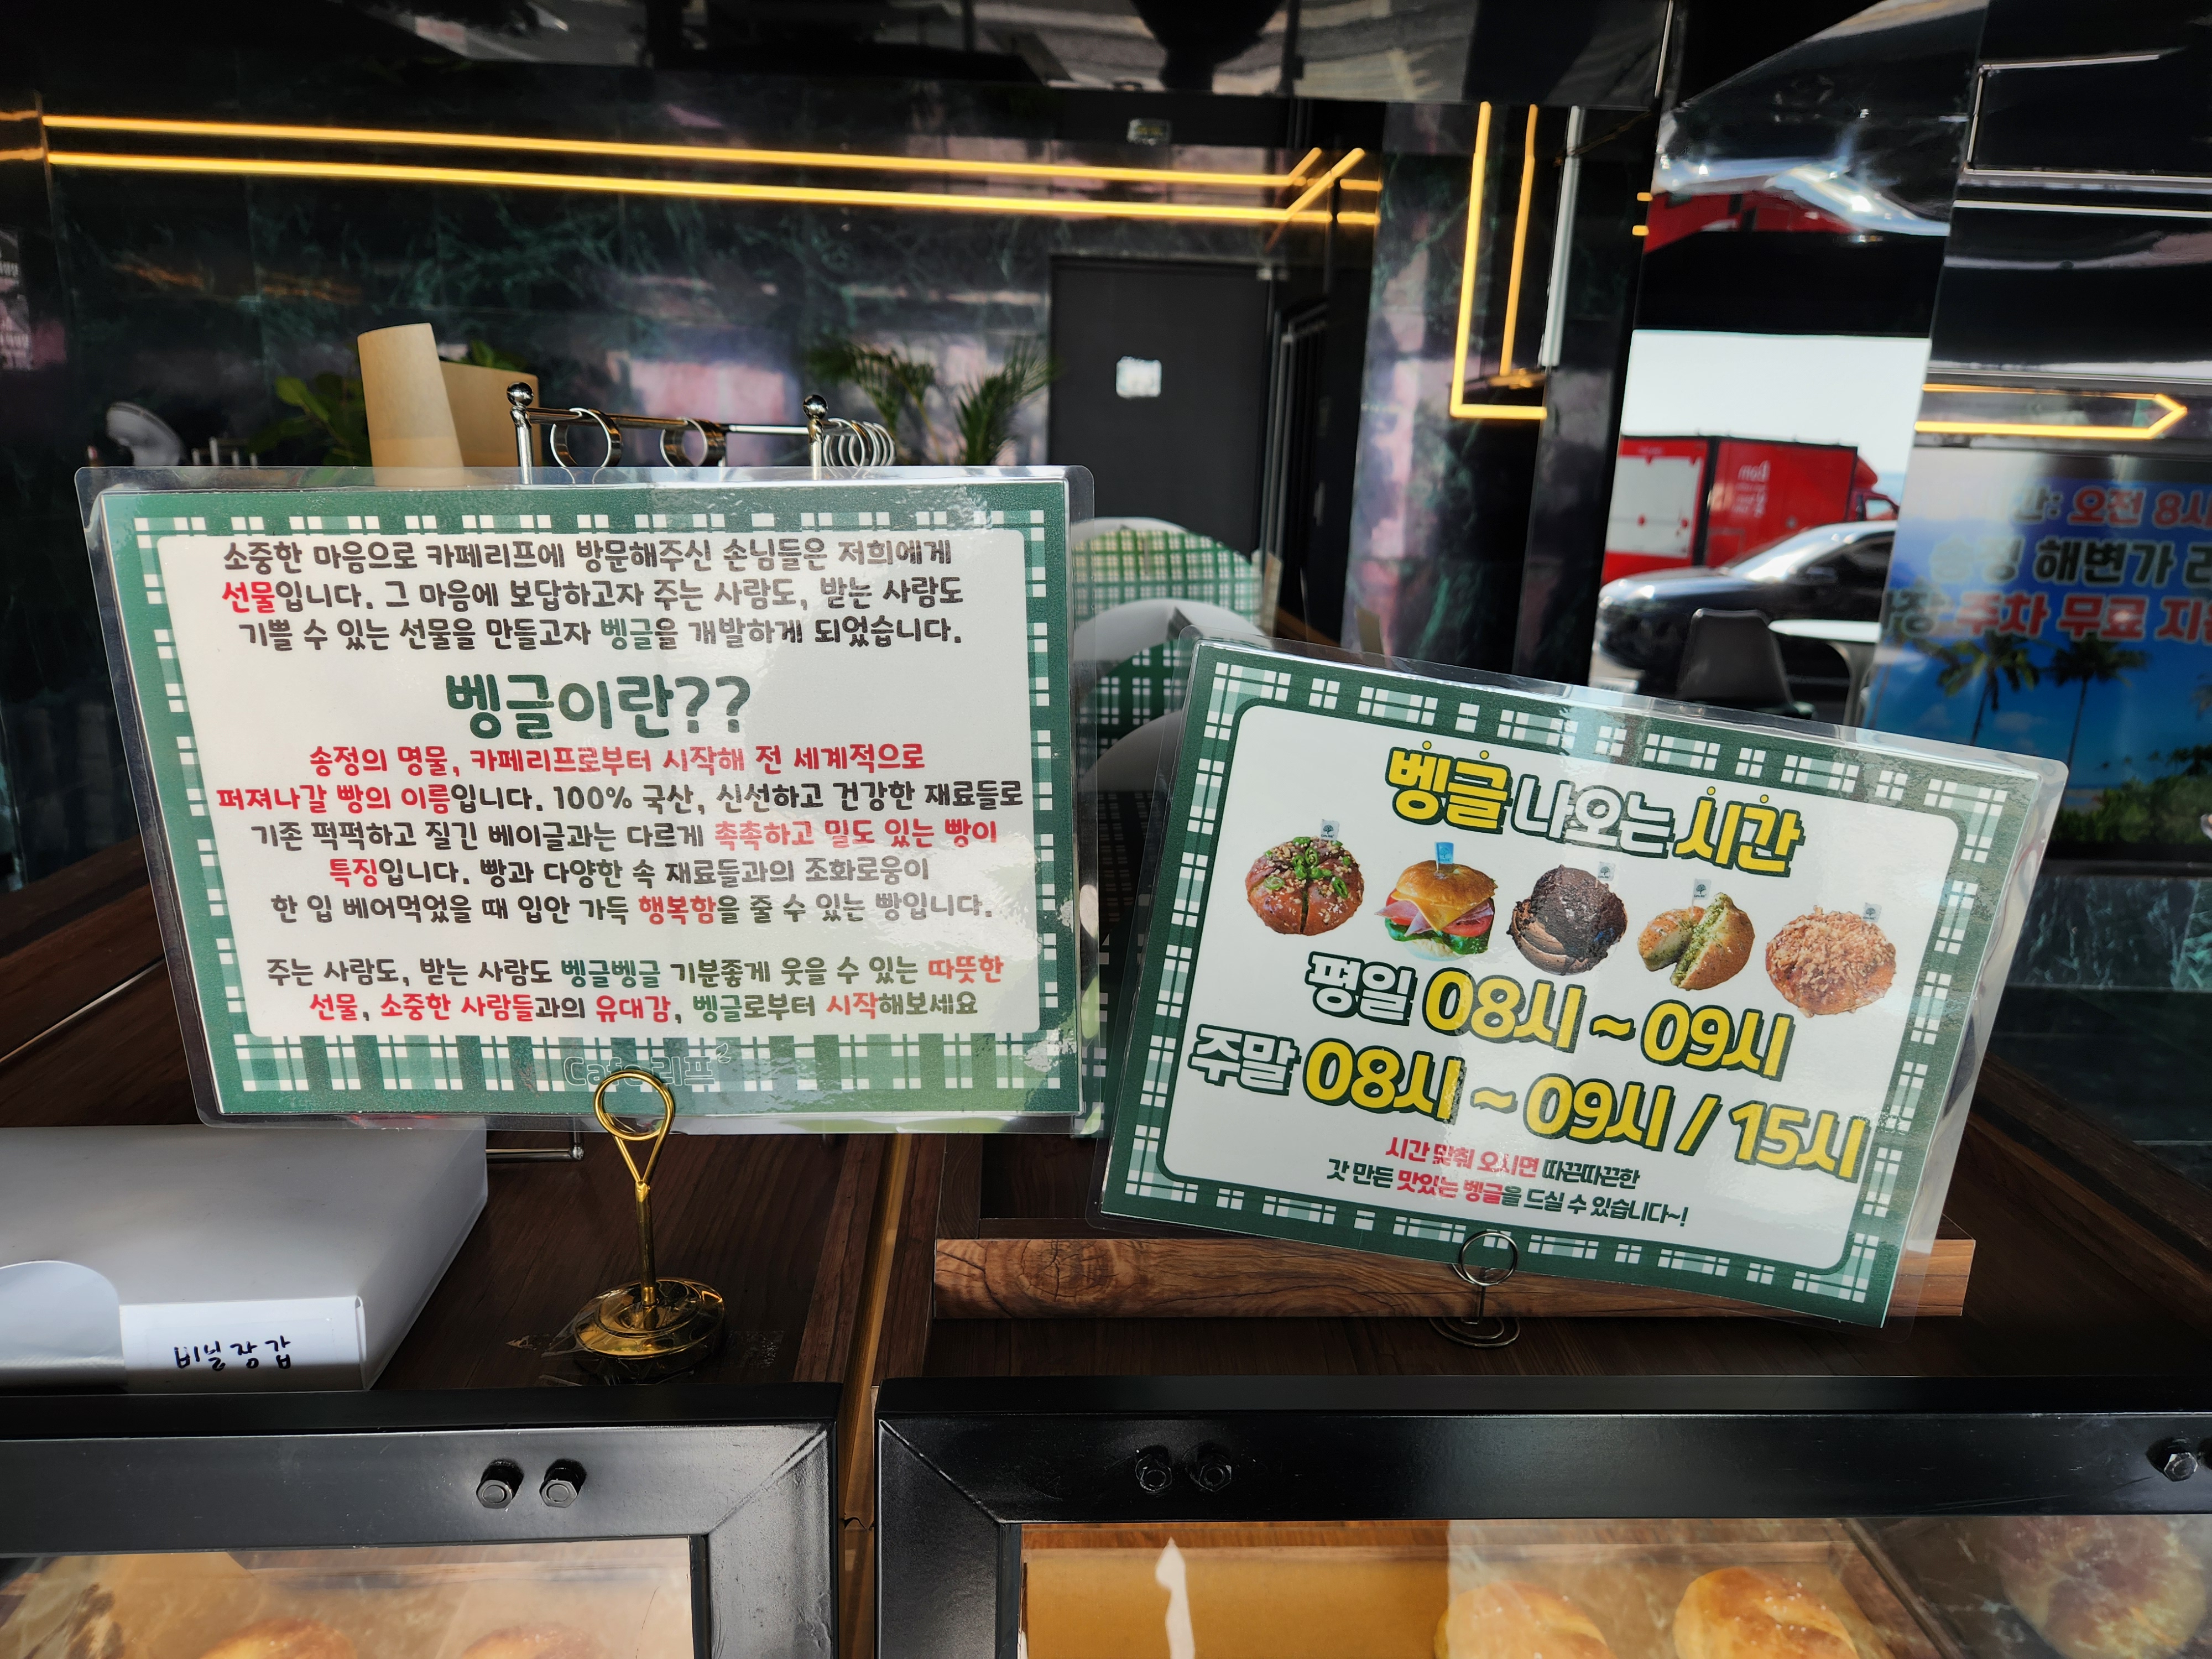 소중한 마음으로 카페리프에 방문해주신 손님들은 저희에게
선물입니다. 그 마음에 보답하고자 주는 사람도, 받는 사람도
기쁠 수 있는 선물을 만들고자 벵글을 개발하게 되었습니다.
벵글이란??
송정의 명물, 카페리프로부터 시작해 전 세계적으로
퍼져나갈 빵의 이름입니다. 100% 국산, 신선하고 건강한 재료들로
기존 퍽퍽하고 질긴 베이글과는 다르게 촉촉하고 밀도 있는 빵이
특징입니다. 빵과 다양한 속 재료들과의 조화로움이
한 입 베어먹었을 때 입안 가득 행복함을 줄 수 있는 빵입니다.
주는 사람도, 받는 사람도 벵글벵글 기분좋게 웃을 수 있는 따뜻한
선물, 소중한 사람들과의 유대감, 벵글로부터 시작해보세요
Cafe 리프
벵글 나오는 시간
평일 08시 ~ 09시
주말 08시 ~ 09시 / 15시
시간 맞춰 오시면 따끈따끈한
갓 만든 맛있는 벵글을 드실 수 있습니다~!
비닐장갑
오전 8시
해변가
주차 무료